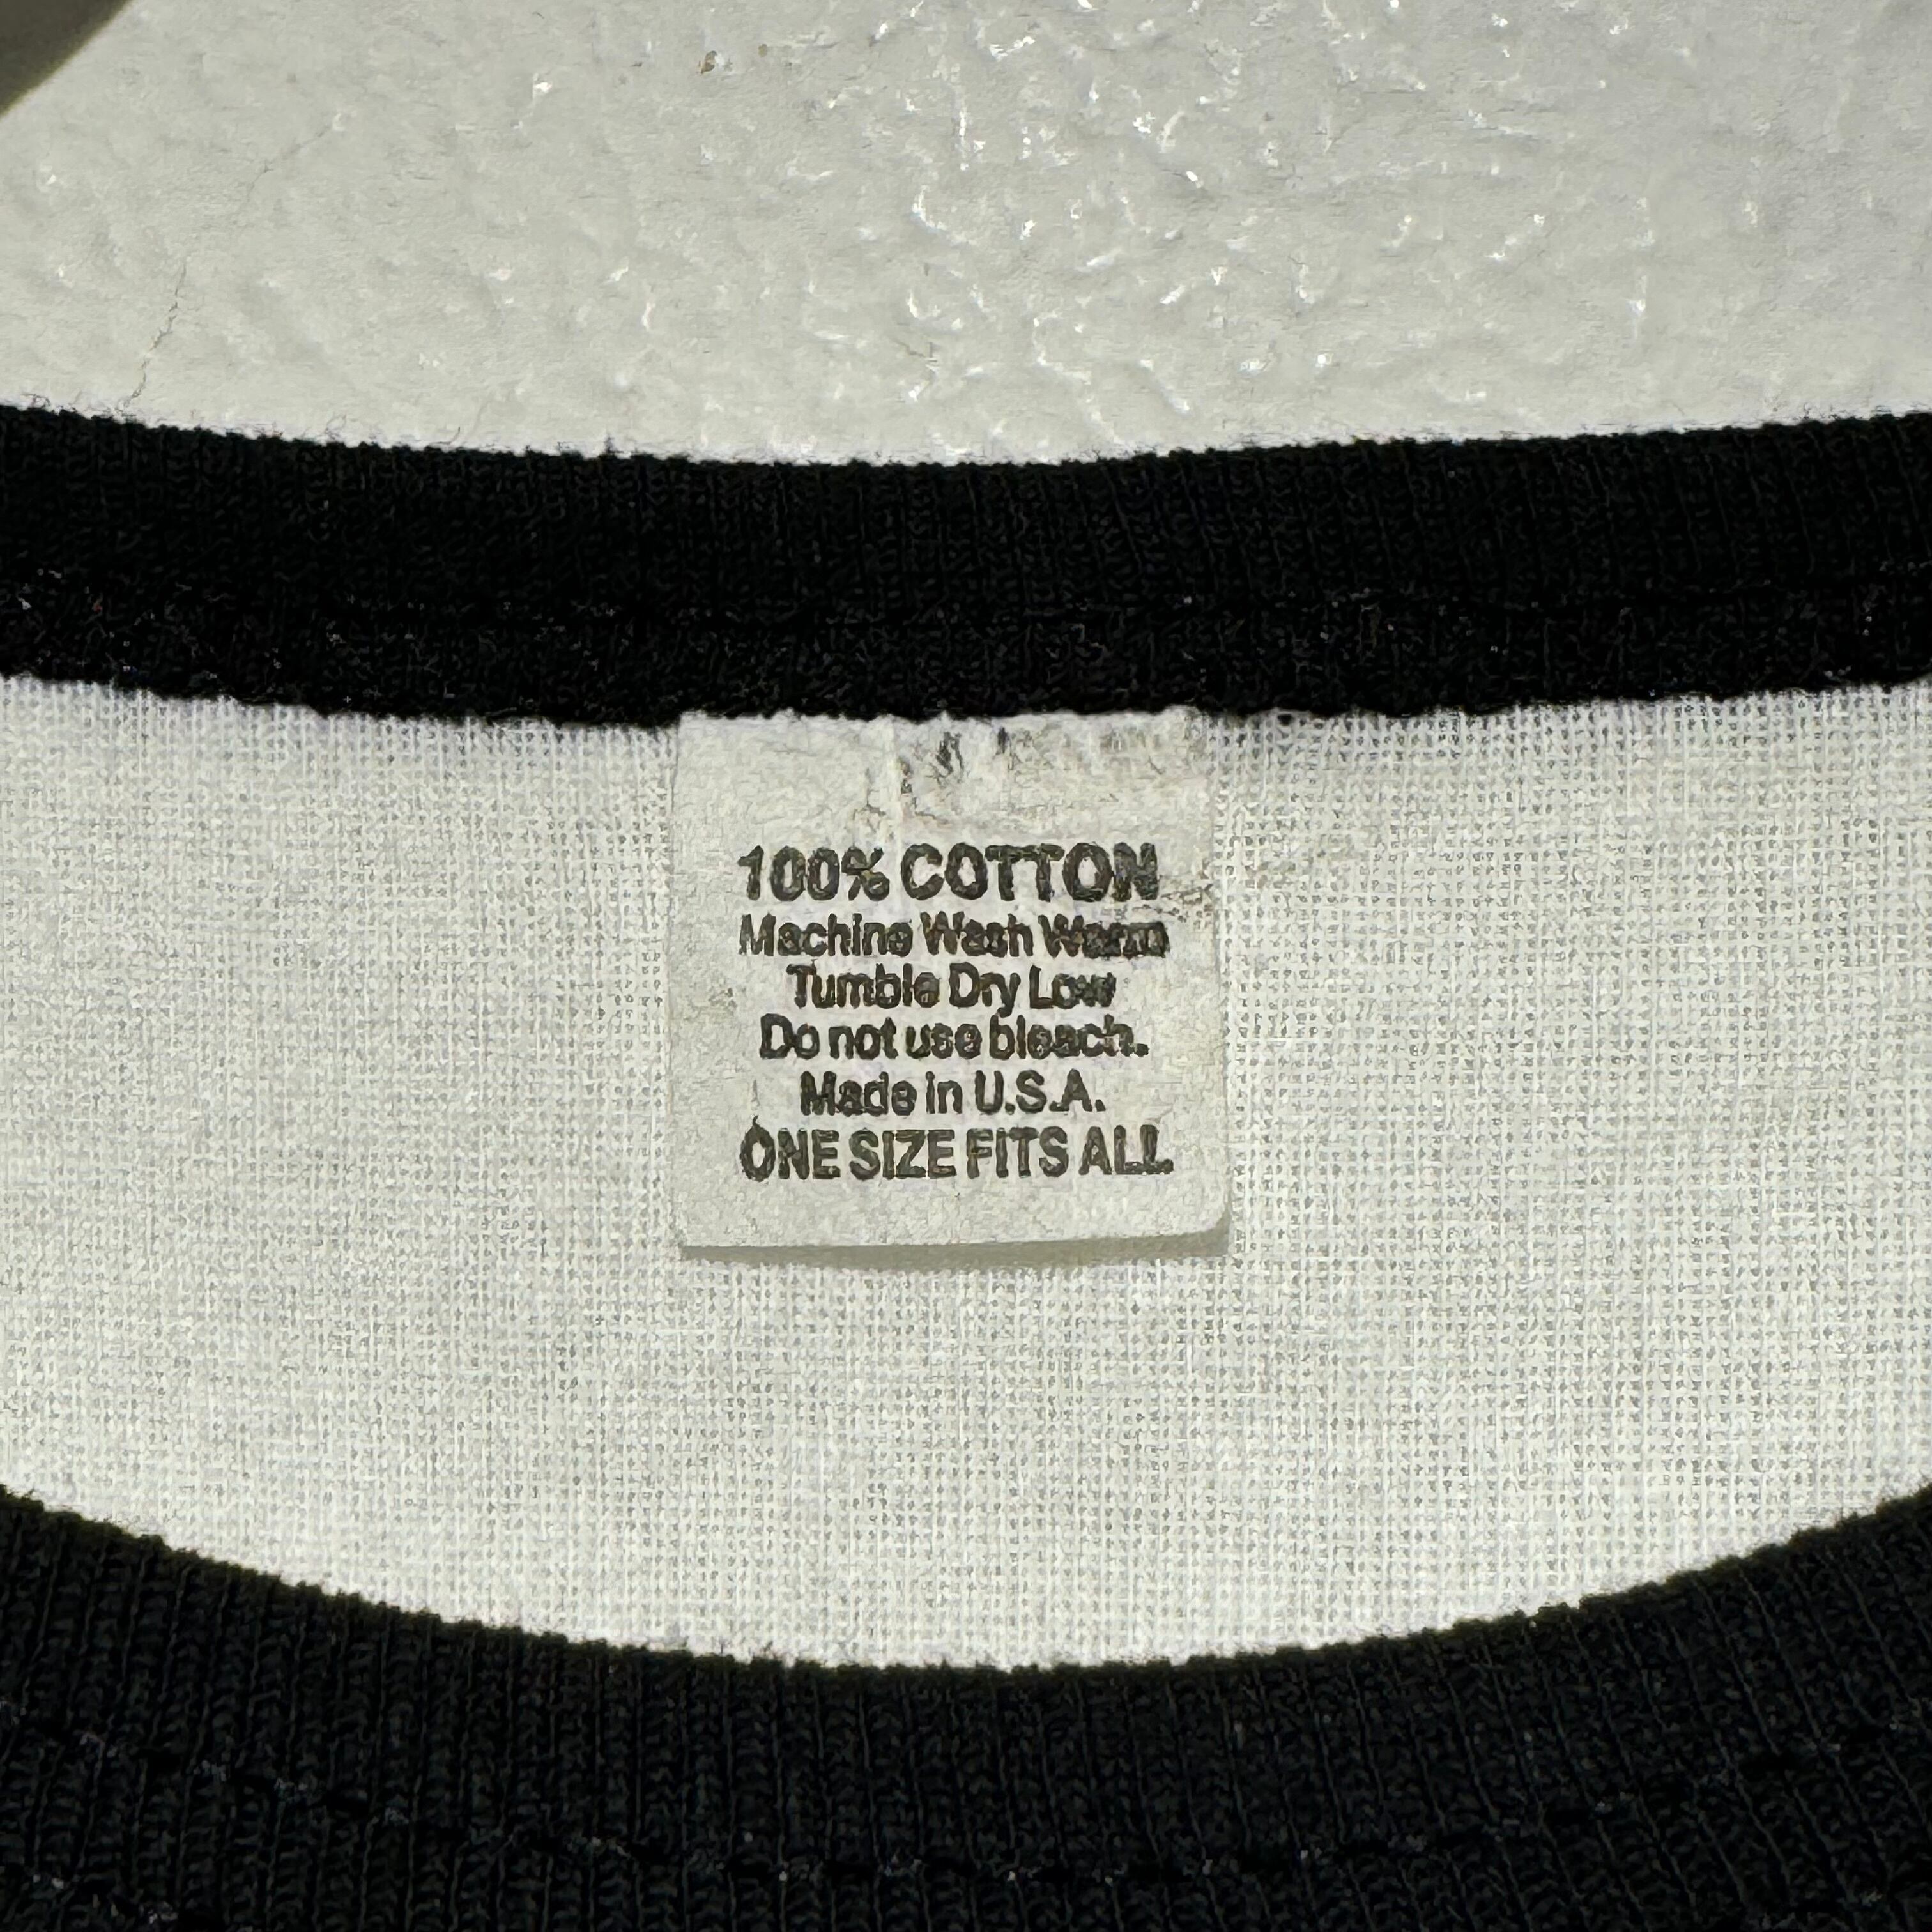 100% COTTON
Machine Wash Warm
Tumble Dry Low
Do not use bleach.
Made in U.S.A.
ONE SIZE FITS ALL